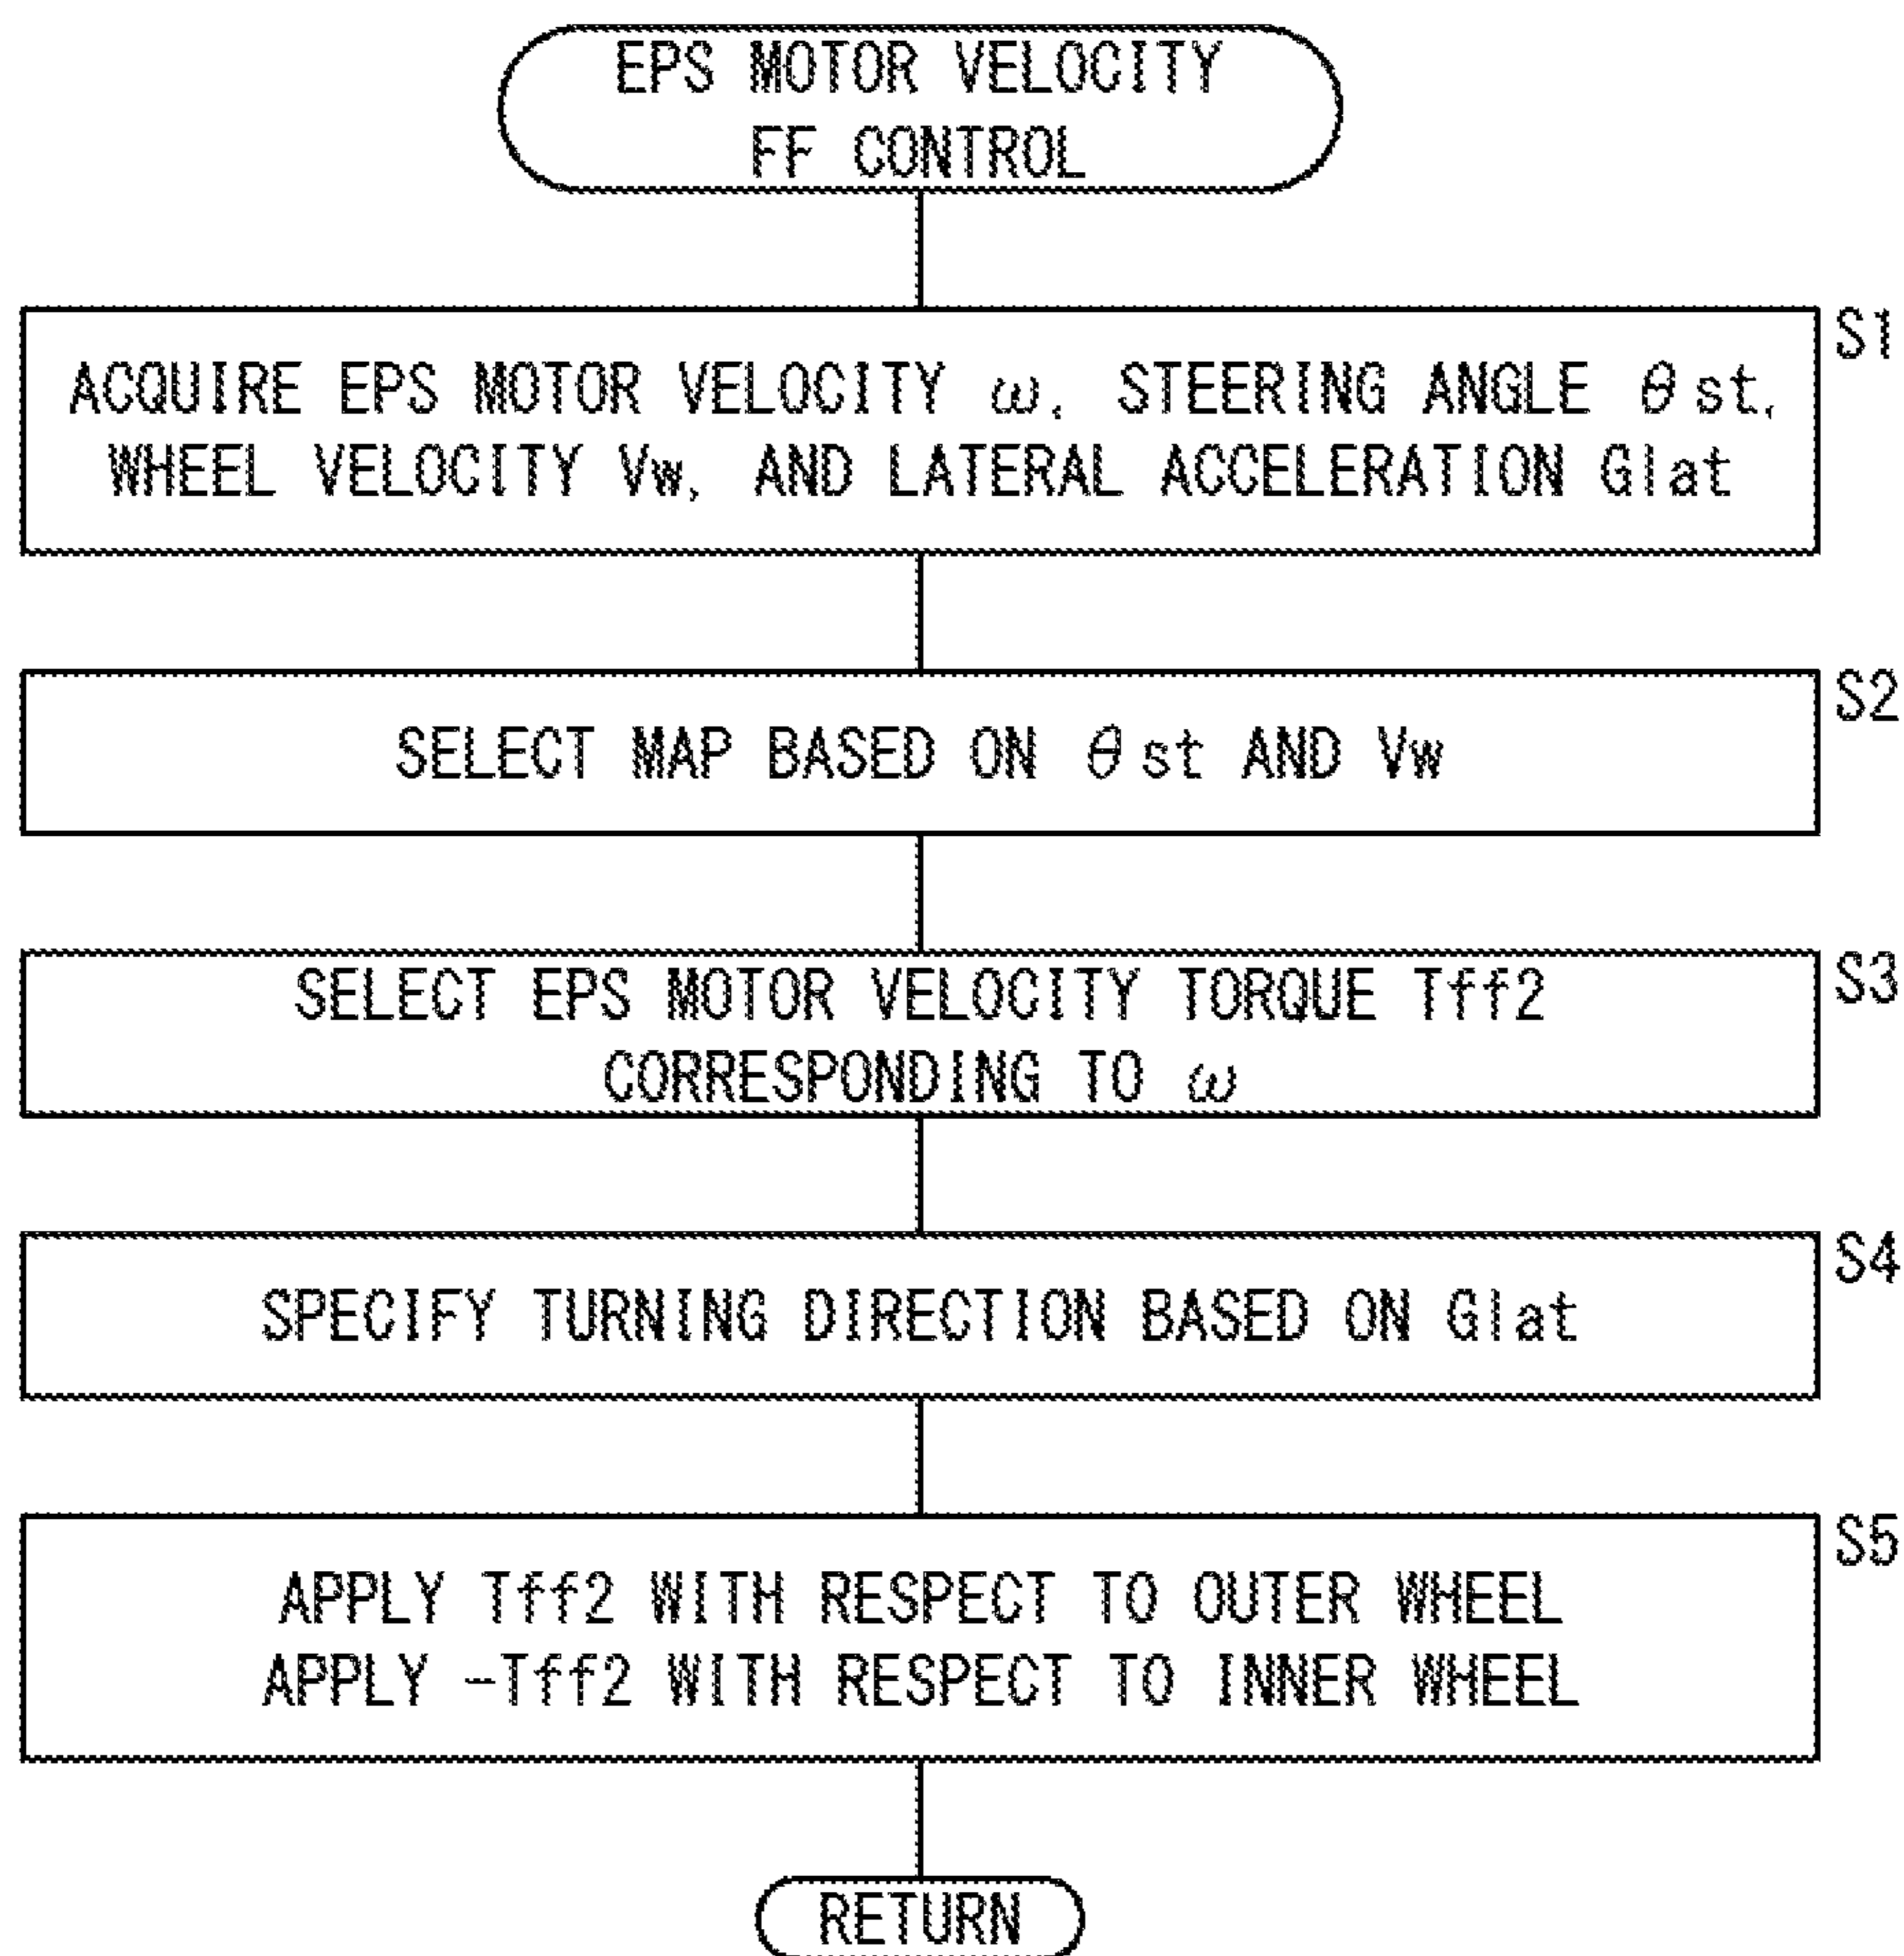 EPS MOTOR VELOCITY
FF CONTROL
S1
ACQUIRE EPS MOTOR VELOCITY ω, STEERING ANGLE θst,
WHEEL VELOCITY Vw, AND LATERAL ACCELERATION Glat
S2
SELECT MAP BASED ON θst AND Vw
S3
SELECT EPS MOTOR VELOCITY TORQUE Tff2
CORRESPONDING TO ω
S4
SPECIFY TURNING DIRECTION BASED ON Glat
S5
APPLY Tff2 WITH RESPECT TO OUTER WHEEL
APPLY -Tff2 WITH RESPECT TO INNER WHEEL
RETURN